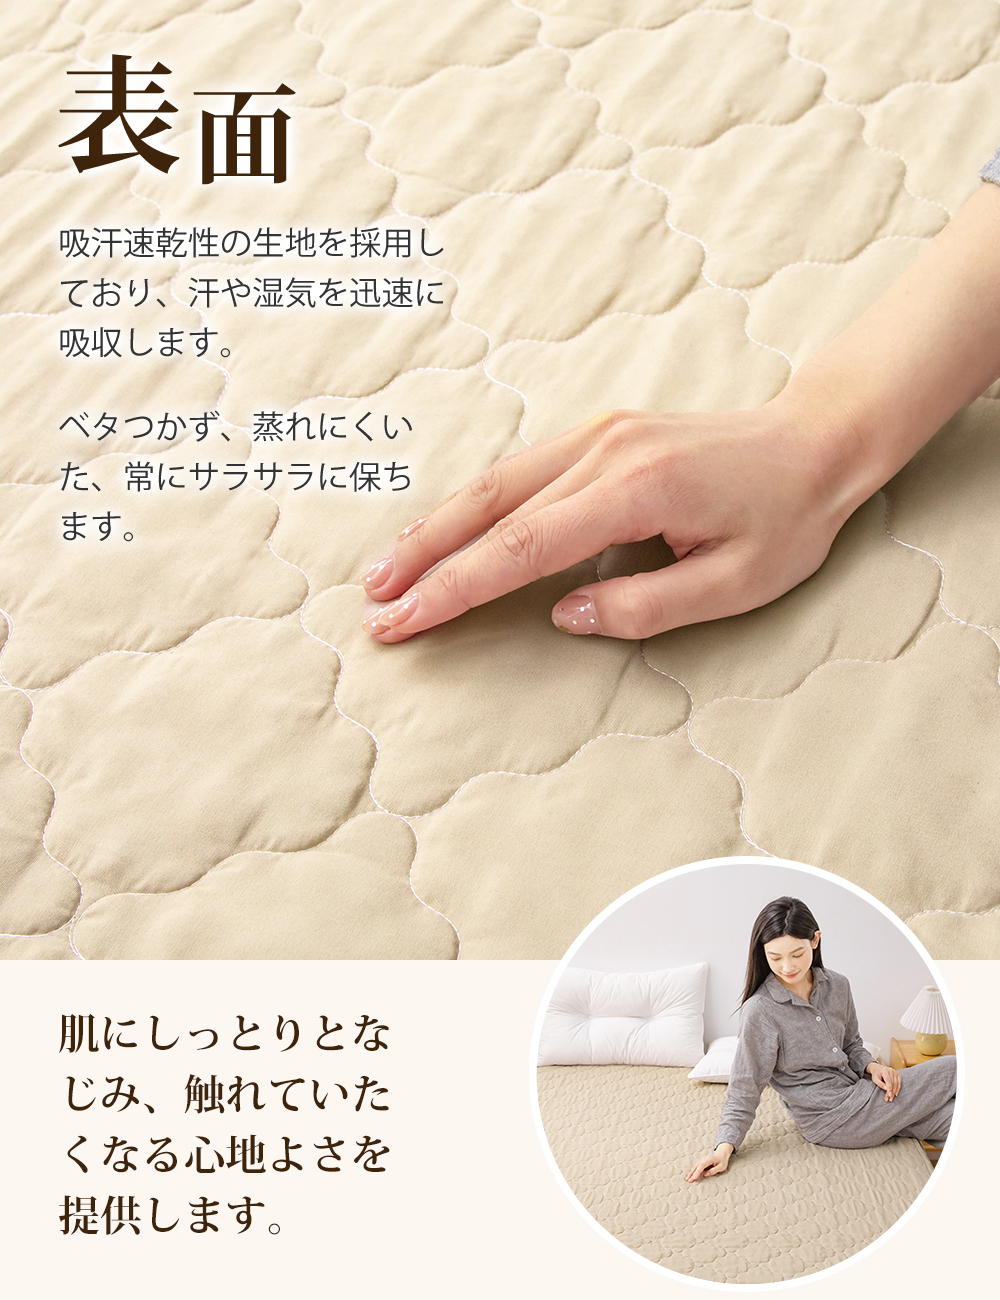 表面
吸汗速乾性の生地を採用し
ており、汗や湿気を迅速に
吸収します。
ベタつかず、蒸れにくい
た、常にサラサラに保ち
ます。
肌にしっとりとな
じみ、触れていた
くなる心地よさを
提供します。